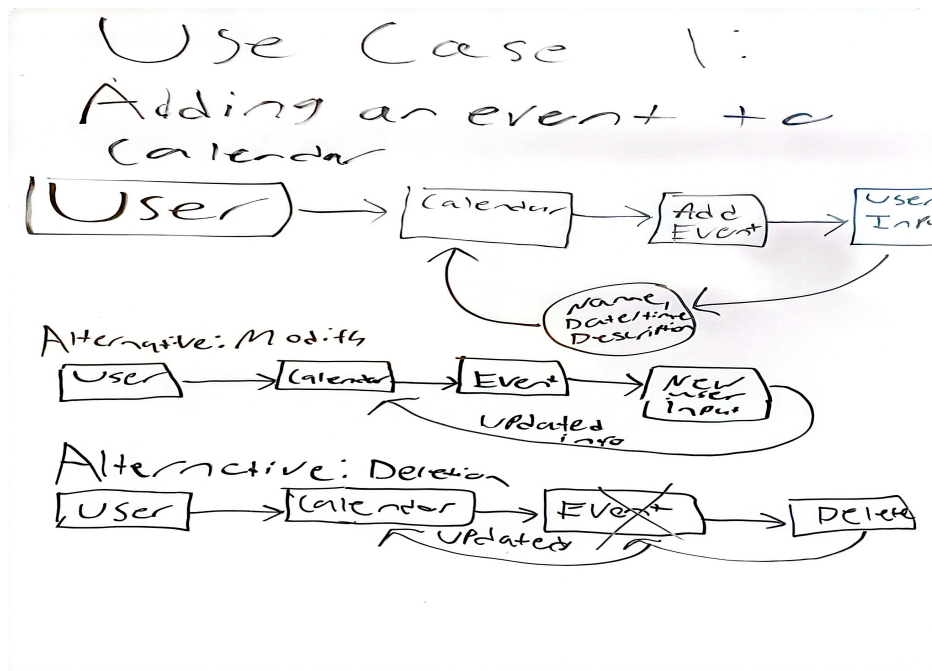 Use Case 1:
Adding an event to
Calendar
User
Calendar
Add
Event
User
Inpu
Name,
Date/time
Description
Alternative: Modify
User
Calendar
Event
New
user
input
updated
info
Alternative: Deletion
User
Calendar
Event
Delete
updated